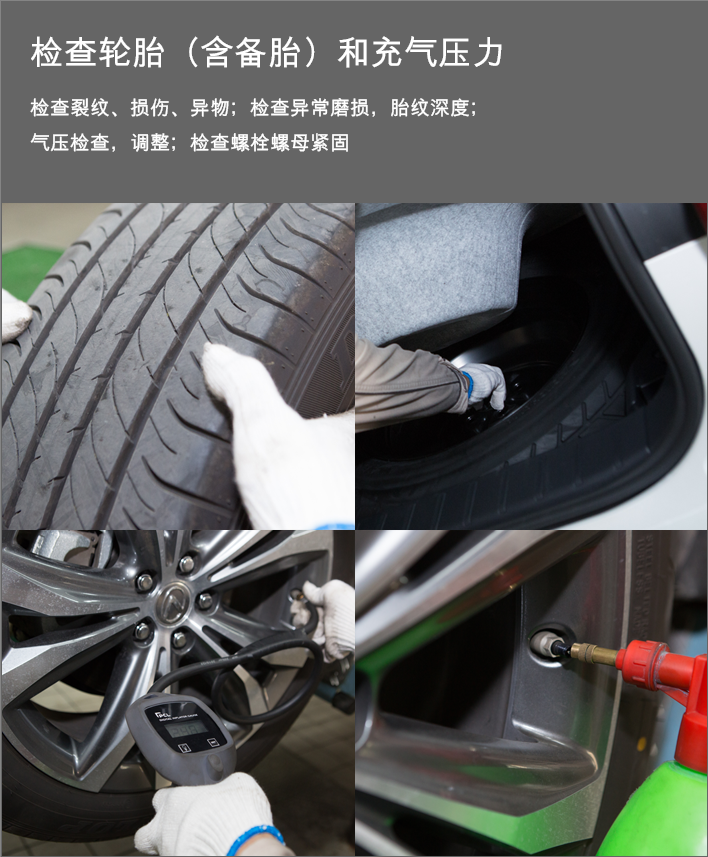 检查轮胎（含备胎）和充气压力
检查裂纹、损伤、异物；检查异常磨损，胎纹深度；
气压检查，调整；检查螺栓螺母紧固
PCL